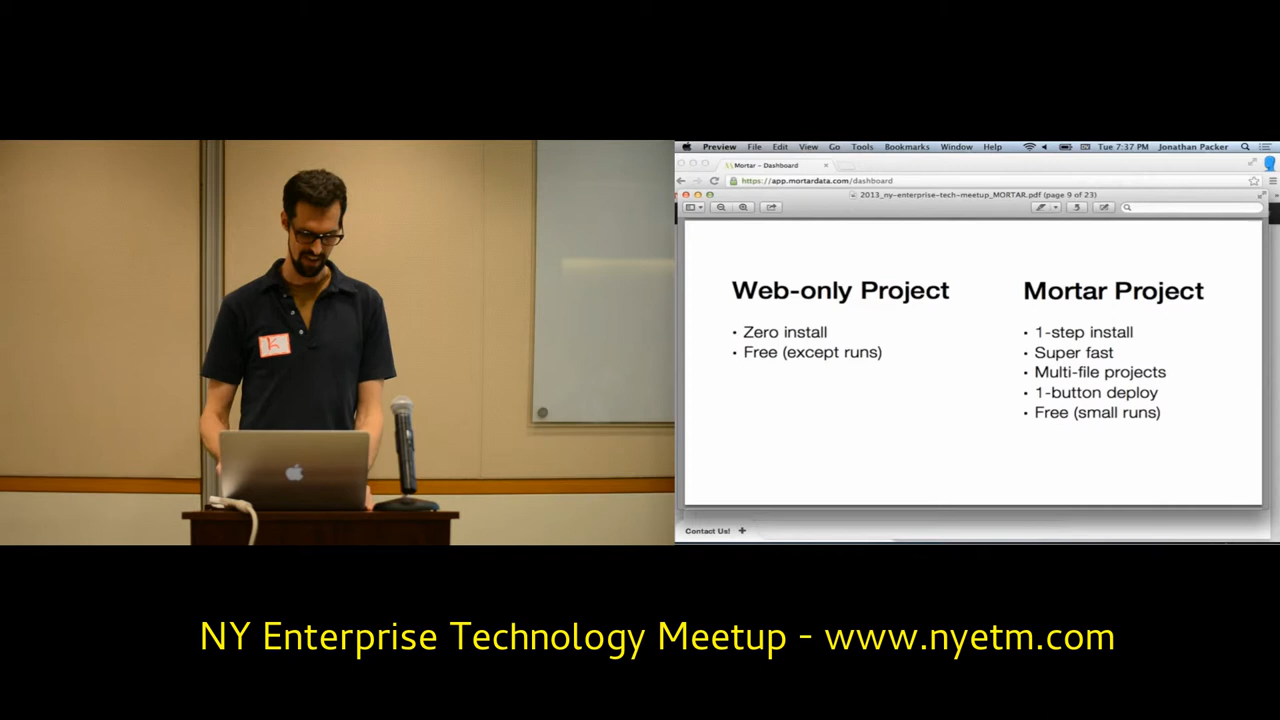 Preview File Edit View Go Tools Bookmarks Window Help Tue 7:37 PM Jonathan Packer
Mortar - Dashboard
https://app.mortardata.com/dashboard
2013_ny-enterprise-tech-meetup_MORTAR.pdf (page 9 of 23)
Web-only Project
• Zero install
• Free (except runs)
Mortar Project
• 1-step install
• Super fast
• Multi-file projects
• 1-button deploy
• Free (small runs)
Contact Us! +
NY Enterprise Technology Meetup - www.nyetm.com